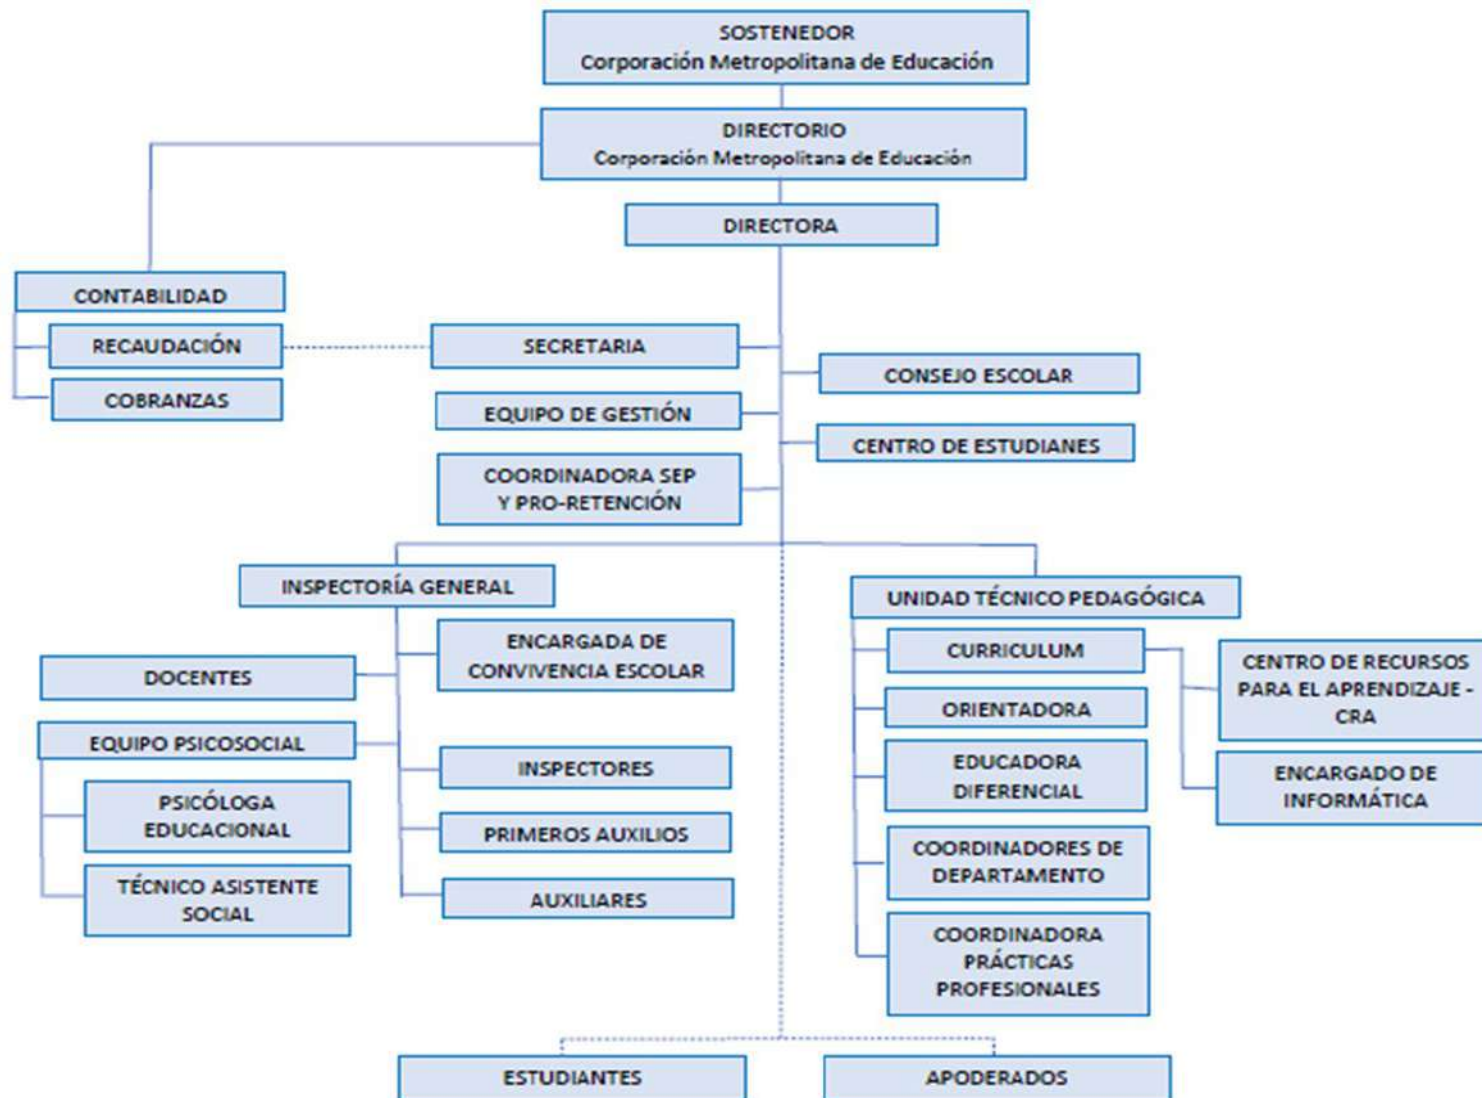 SOSTENEDOR
Corporación Metropolitana de Educación
DIRECTORIO
Corporación Metropolitana de Educación
DIRECTORA
CONTABILIDAD
RECAUDACIÓN
COBRANZAS
SECRETARIA
EQUIPO DE GESTIÓN
COORDINADORA SEP
Y PRO-RETENCIÓN
CONSEJO ESCOLAR
CENTRO DE ESTUDIANES
INSPECTORÍA GENERAL
ENCARGADA DE
CONVIVENCIA ESCOLAR
DOCENTES
EQUIPO PSICOSOCIAL
PSICÓLOGA
EDUCACIONAL
TÉCNICO ASISTENTE
SOCIAL
INSPECTORES
PRIMEROS AUXILIOS
AUXILIARES
UNIDAD TÉCNICO PEDAGÓGICA
CURRICULUM
ORIENTADORA
EDUCADORA
DIFERENCIAL
COORDINADORES DE
DEPARTAMENTO
COORDINADORA
PRÁCTICAS
PROFESIONALES
CENTRO DE RECURSOS
PARA EL APRENDIZAJE -
CRA
ENCARGADO DE
INFORMÁTICA
ESTUDIANTES
APODERADOS